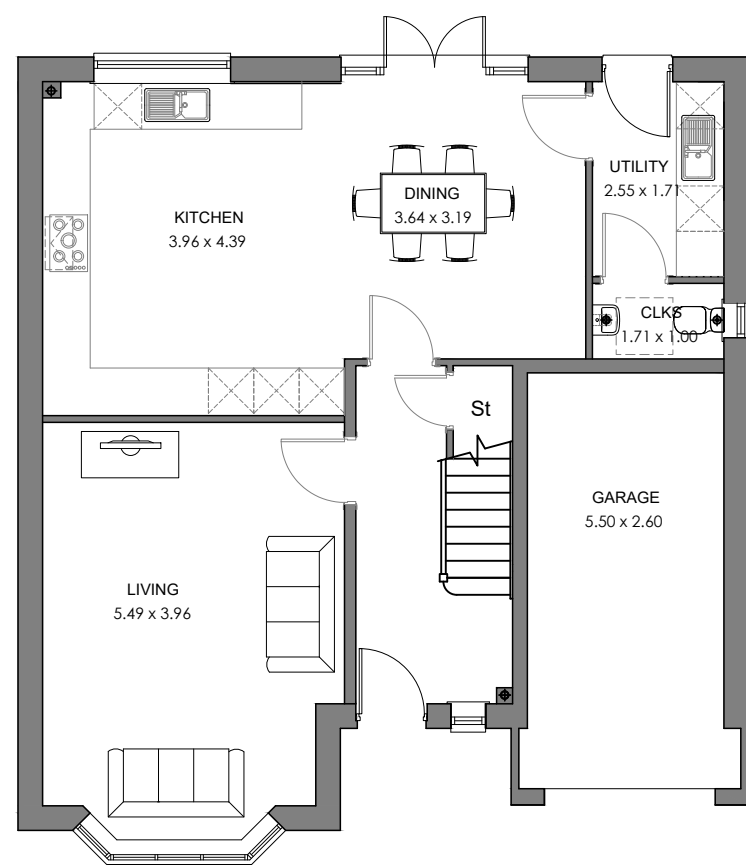 KITCHEN
3.96 x 4.39
DINING
3.64 x 3.19
UTILITY
2.55 x 1.71
CLKS
1.71 x 1.00
St
GARAGE
5.50 x 2.60
LIVING
5.49 x 3.96